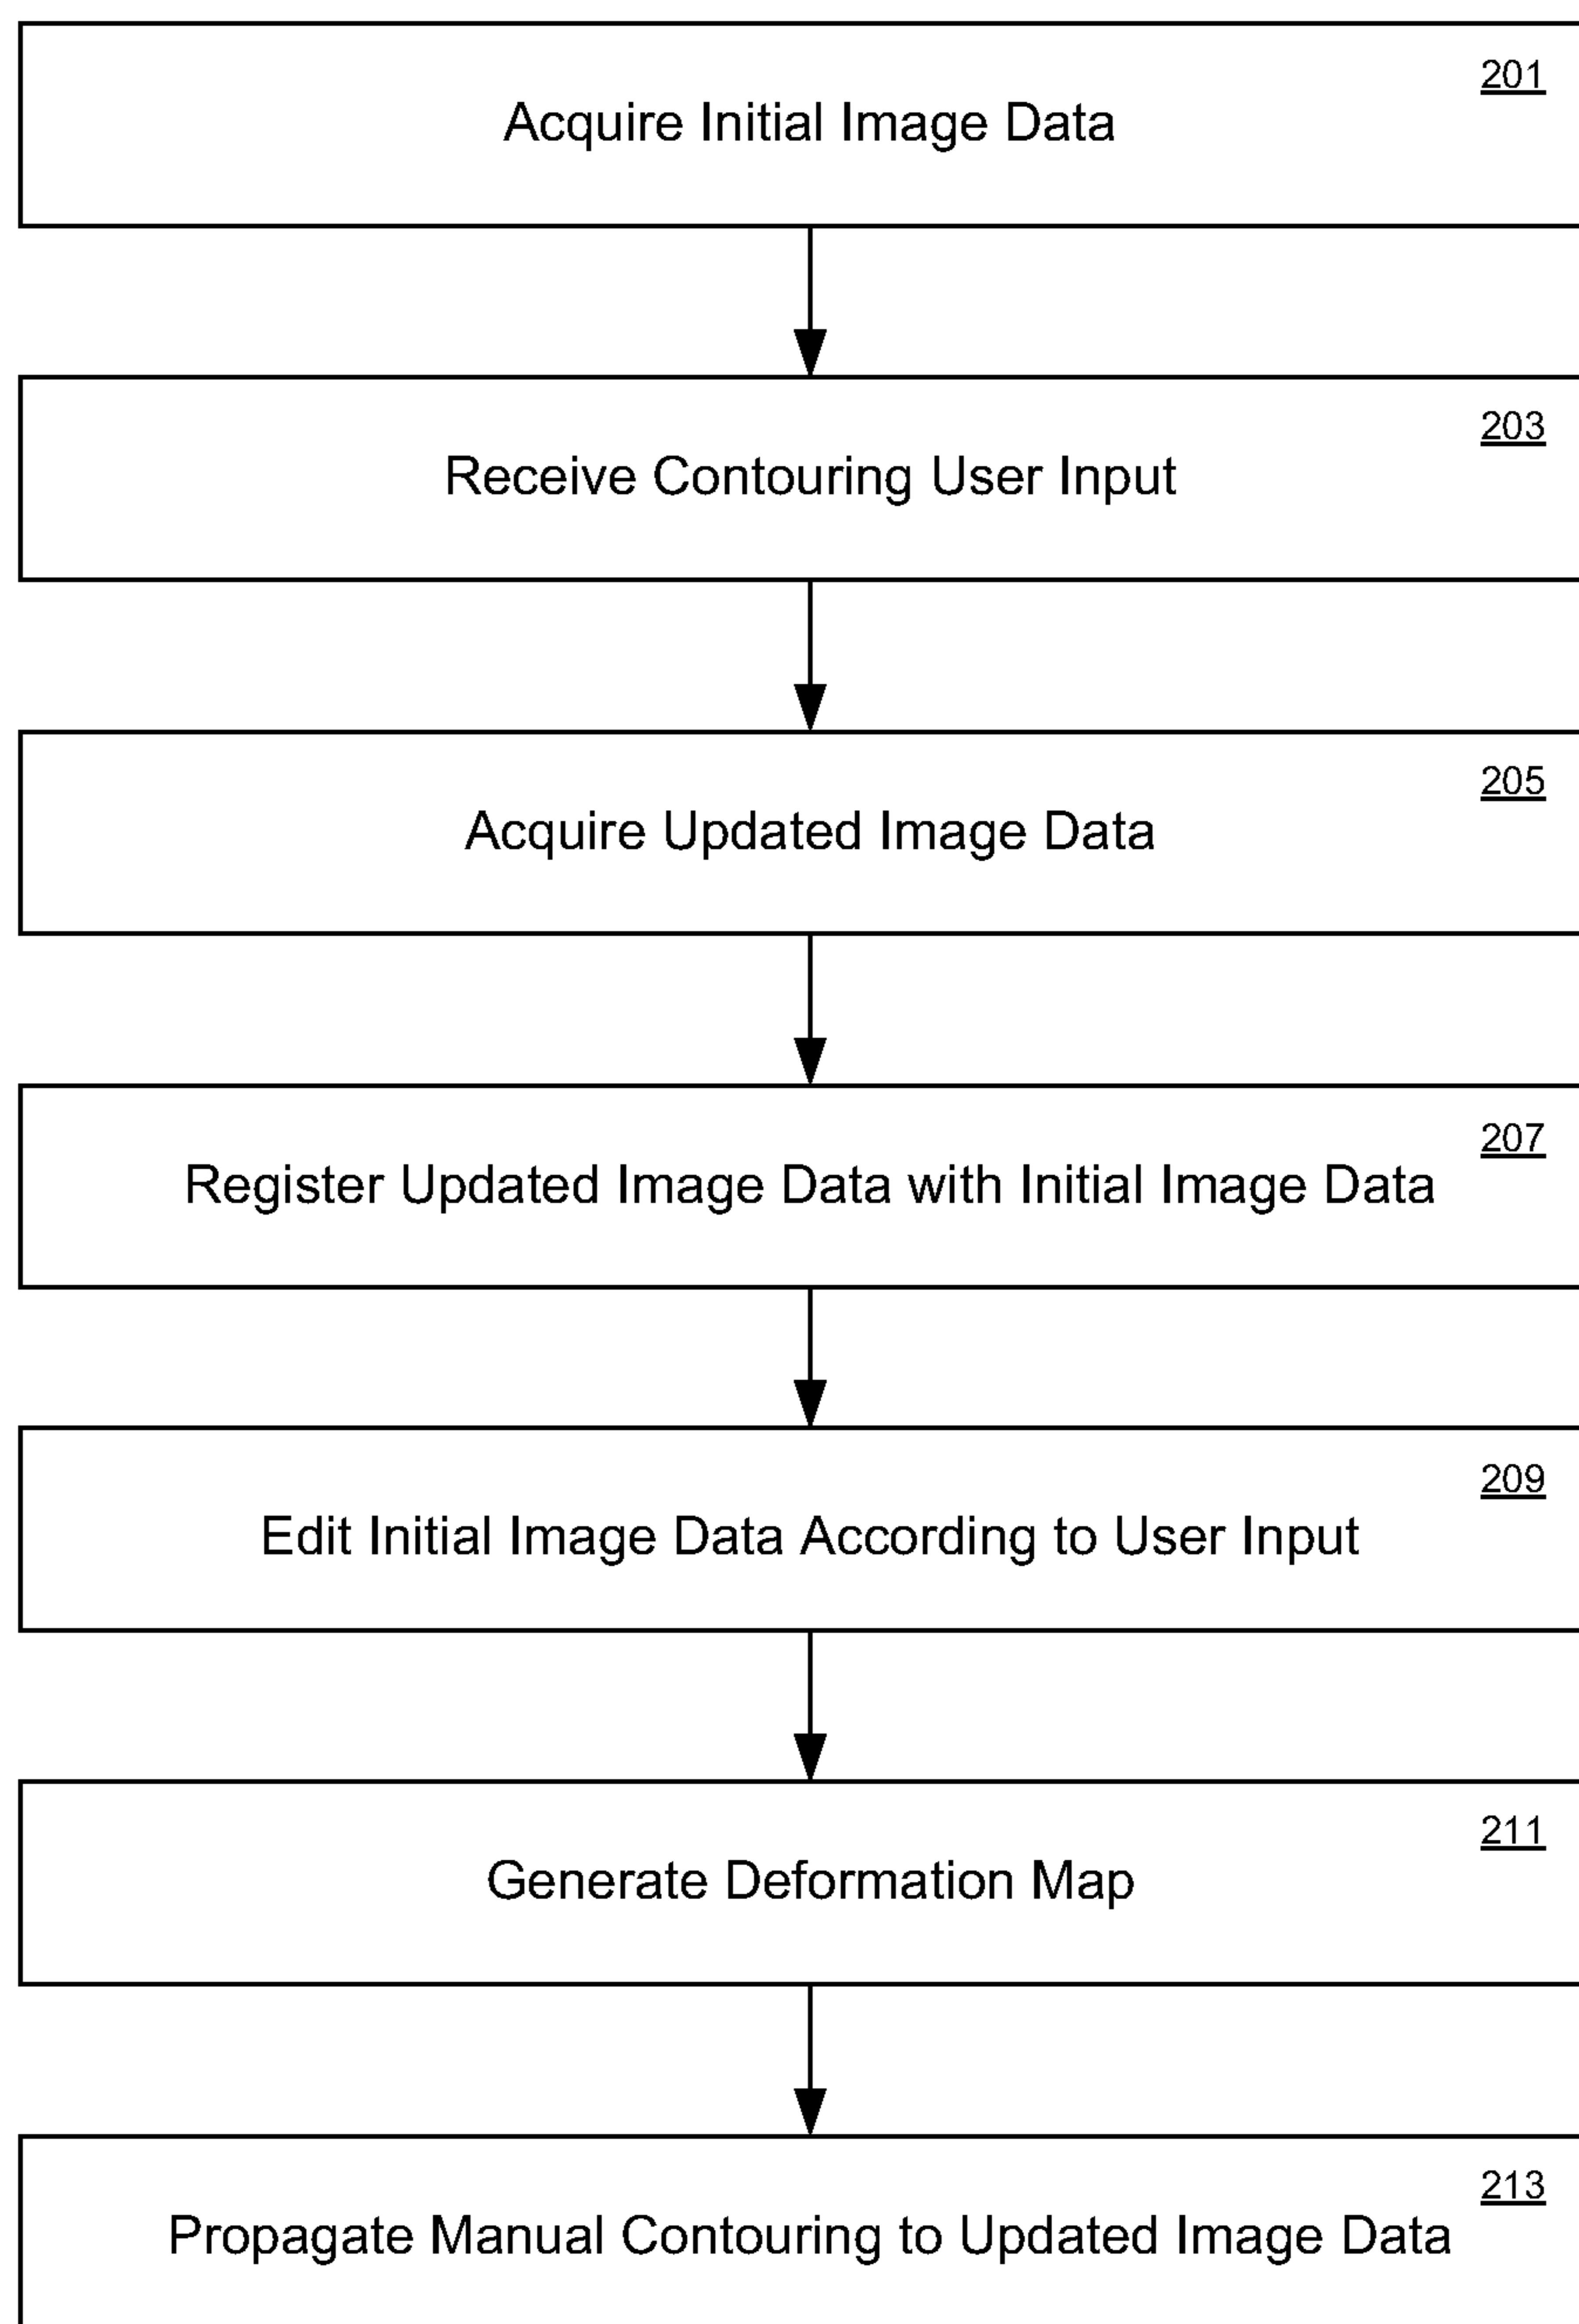 201
Acquire Initial Image Data
203
Receive Contouring User Input
205
Acquire Updated Image Data
207
Register Updated Image Data with Initial Image Data
209
Edit Initial Image Data According to User Input
211
Generate Deformation Map
213
Propagate Manual Contouring to Updated Image Data